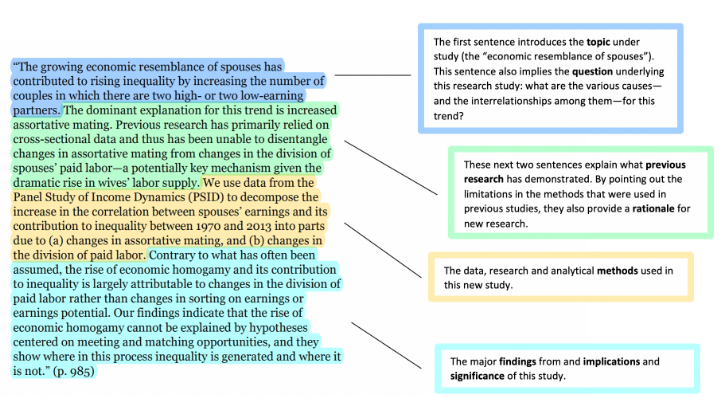 “The growing economic resemblance of spouses has
contributed to rising inequality by increasing the number of
couples in which there are two high- or two low-earning
partners. The dominant explanation for this trend is increased
assortative mating. Previous research has primarily relied on
cross-sectional data and thus has been unable to disentangle
changes in assortative mating from changes in the division of
spouses’ paid labor—a potentially key mechanism given the
dramatic rise in wives’ labor supply. We use data from the
Panel Study of Income Dynamics (PSID) to decompose the
increase in the correlation between spouses’ earnings and its
contribution to inequality between 1970 and 2013 into parts
due to (a) changes in assortative mating, and (b) changes in
the division of paid labor. Contrary to what has often been
assumed, the rise of economic homogamy and its contribution
to inequality is largely attributable to changes in the division of
paid labor rather than changes in sorting on earnings or
earnings potential. Our findings indicate that the rise of
economic homogamy cannot be explained by hypotheses
centered on meeting and matching opportunities, and they
show where in this process inequality is generated and where it
is not.” (p. 985)
The first sentence introduces the topic under
study (the “economic resemblance of spouses”).
This sentence also implies the question underlying
this research study: what are the various causes—
and the interrelationships among them—for this
trend?
These next two sentences explain what previous
research has demonstrated. By pointing out the
limitations in the methods that were used in
previous studies, they also provide a rationale for
new research.
The data, research and analytical methods used in
this new study.
The major findings from and implications and
significance of this study.